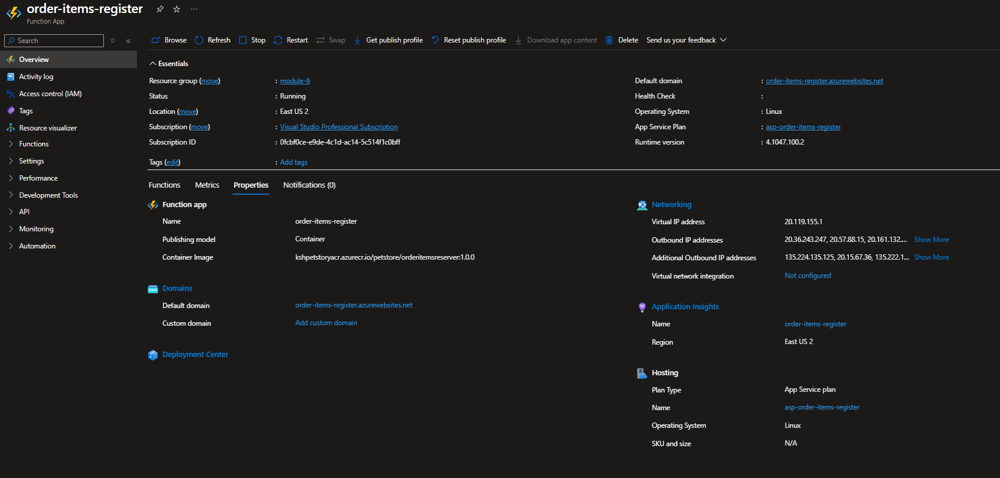 order-items-register
Function App
Search
Browse Refresh Stop Restart Swap Get publish profile Reset publish profile Download app content Delete Send us your feedback
Overview
Activity log
Access control (IAM)
Tags
Resource visualizer
Functions
Settings
Performance
Development Tools
API
Monitoring
Automation
Essentials
Resource group (move) : module-6
Status : Running
Location (move) : East US 2
Subscription (move) : Visual Studio Professional Subscription
Subscription ID : 0fcbf0ce-e9de-4c1d-ac14-5c514f1c0bff
Tags (edit) : Add tags
Default domain : order-items-register.azurewebsites.net
Health Check :
Operating System : Linux
App Service Plan : asp-order-items-register
Runtime version : 4.1047.100.2
Functions Metrics Properties Notifications (0)
Function app
Name order-items-register
Publishing model Container
Container Image kshpetstoryacr.azurecr.io/petstore/orderitemsreserver:1.0.0
Domains
Default domain order-items-register.azurewebsites.net
Custom domain Add custom domain
Deployment Center
Networking
Virtual IP address 20.119.155.1
Outbound IP addresses 20.36.243.247, 20.57.88.15, 20.161.132.... Show More
Additional Outbound IP addresses 135.224.135.125, 20.15.67.36, 135.222.1... Show More
Virtual network integration Not configured
Application Insights
Name order-items-register
Region East US 2
Hosting
Plan Type App Service plan
Name asp-order-items-register
Operating System Linux
SKU and size N/A